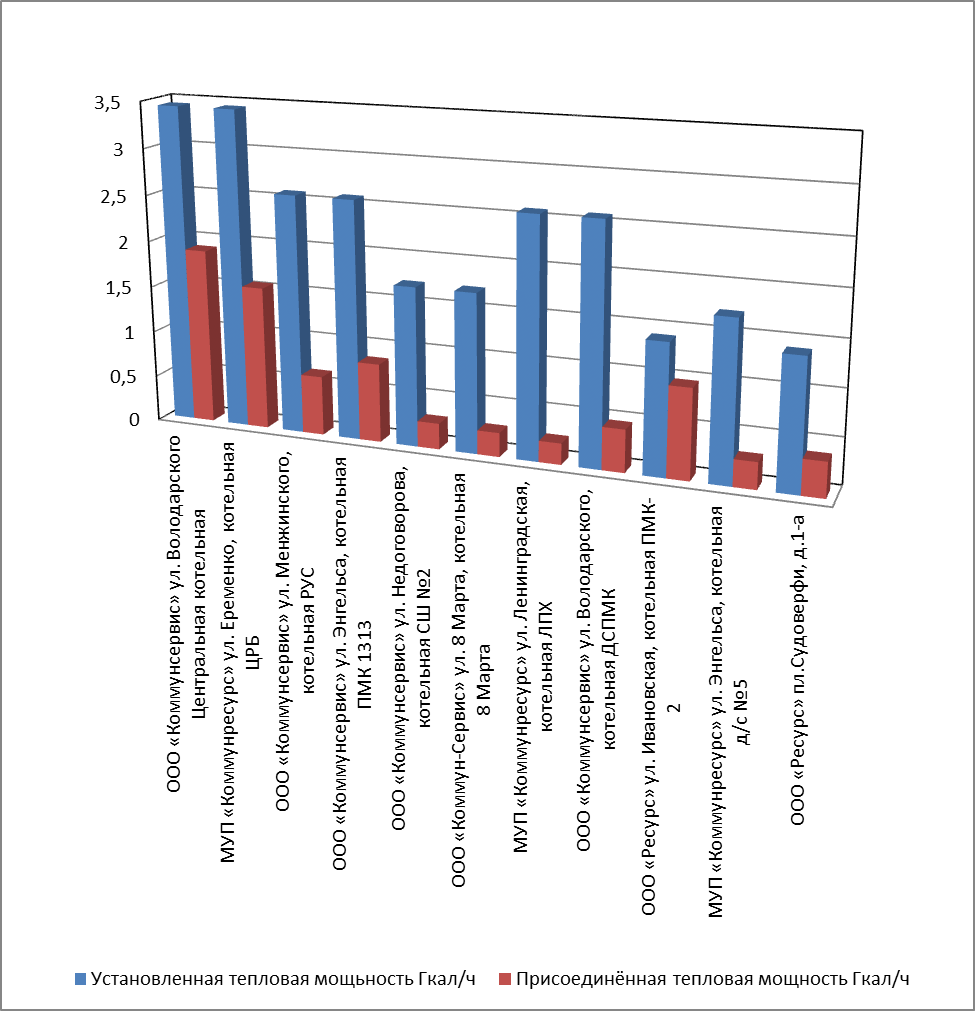 3,5
3
2,5
2
1,5
1
0,5
0
ООО «Коммунсервис» ул. Володарского
Центральная котельная
МУП «Коммунресурс» ул. Еременко, котельная
ЦРБ
ООО «Коммунсервис» ул. Менжинского,
котельная РУС
ООО «Коммунсервис» ул. Энгельса, котельная
ПМК 1313
ООО «Коммунсервис» ул. Недоговорова,
котельная СШ №2
ООО «Коммун-Сервис» ул. 8 Марта, котельная
8 Марта
МУП «Коммунресурс» ул. Ленинградская,
котельная ЛПХ
ООО «Коммунсервис» ул. Володарского,
котельная ДСПМК
ООО «Ресурс» ул. Ивановская, котельная ПМК-
2
МУП «Коммунресурс» ул. Энгельса, котельная
д/с №5
ООО «Ресурс» пл.Судоверфи, д.1-а
Установленная тепловая мощьность Гкал/ч
Присоединённая тепловая мощность Гкал/ч